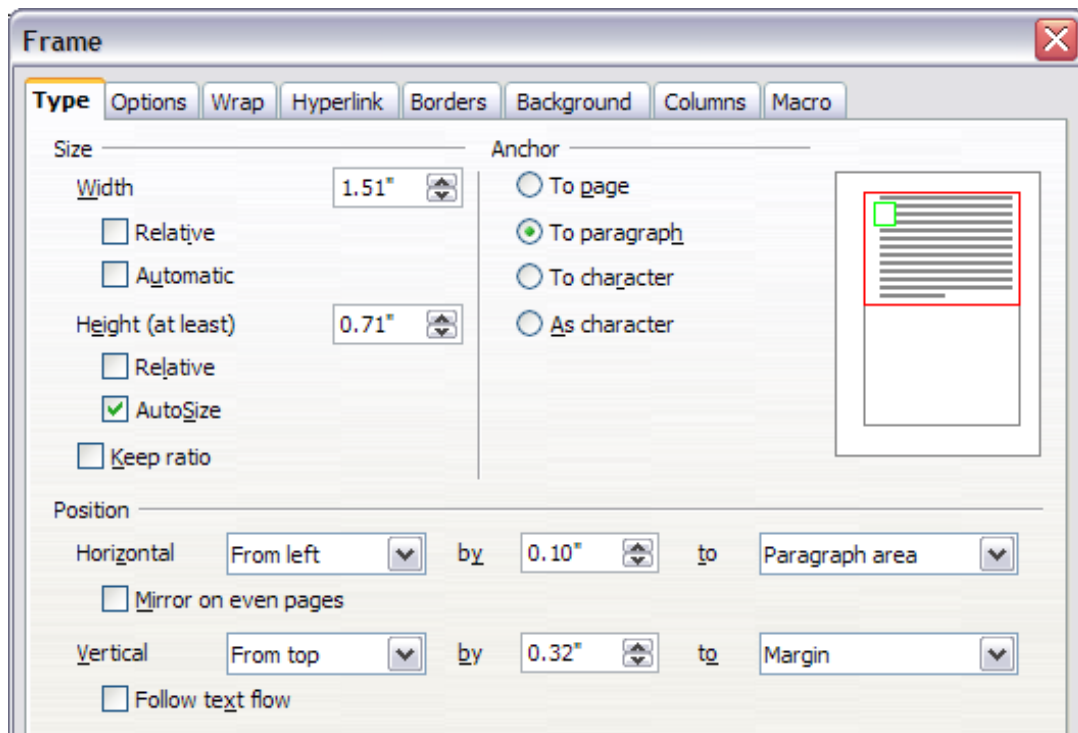 Frame
Type Options Wrap Hyperlink Borders Background Columns Macro
Size Anchor
Width 1.51" To page
Relative To paragraph
Automatic To character
Height (at least) 0.71" As character
Relative
AutoSize
Keep ratio
Position
Horizontal From left by 0.10" to Paragraph area
Mirror on even pages
Vertical From top by 0.32" to Margin
Follow text flow